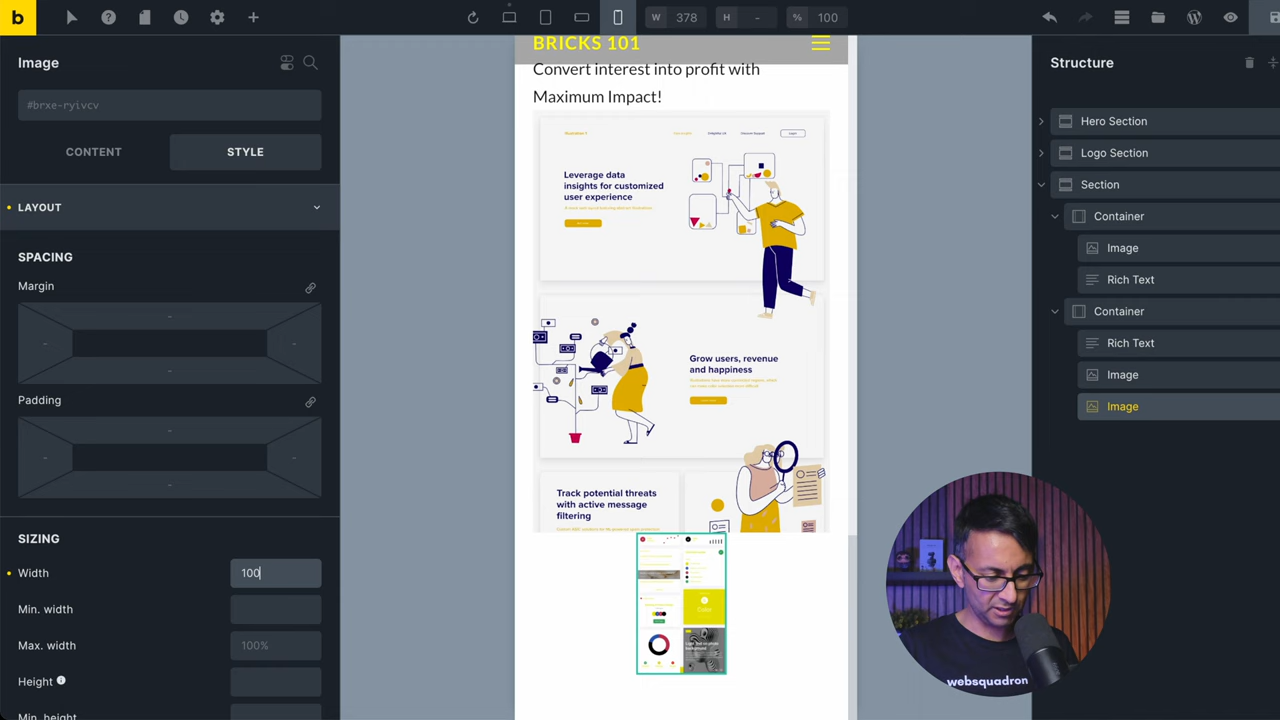 b
W 378 H - % 100
Image
#brxe-ryivcv
CONTENT STYLE
LAYOUT
SPACING
Margin
Padding
SIZING
Width 100
Min. width
Max. width 100%
Height
Min. height
BRICKS 101
Convert interest into profit with
Maximum Impact!
Leverage data
insights for customized
user experience
Grow users, revenue
and happiness
Track potential threats
with active message
filtering
Structure
Hero Section
Logo Section
Section
Container
Image
Rich Text
Container
Rich Text
Image
Image
websquadron